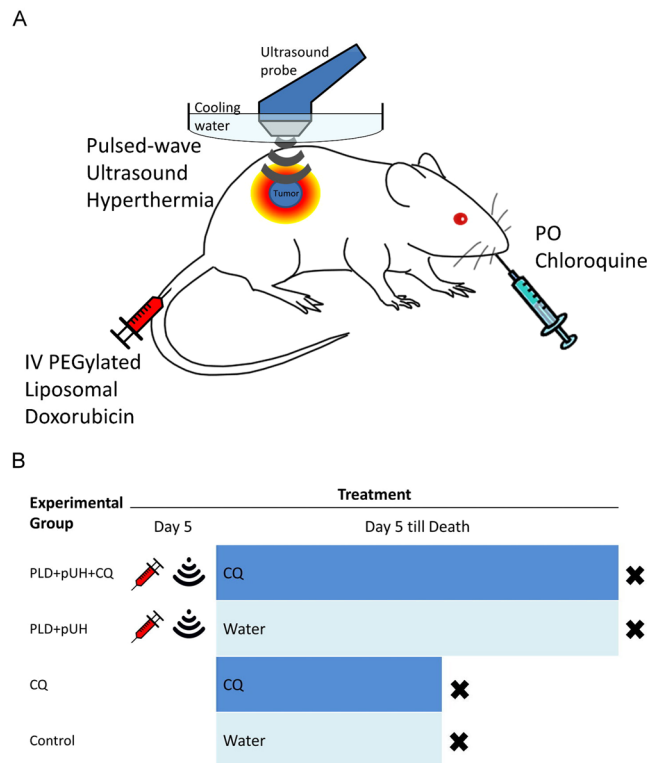 A
Ultrasound
probe
Cooling
water
Pulsed-wave
Ultrasound
Hyperthermia
Tumor
PO
Chloroquine
IV PEGylated
Liposomal
Doxorubicin
B
Experimental
Group
Treatment
Day 5
Day 5 till Death
PLD+pUH+CQ
CQ
PLD+pUH
Water
CQ
CQ
Control
Water